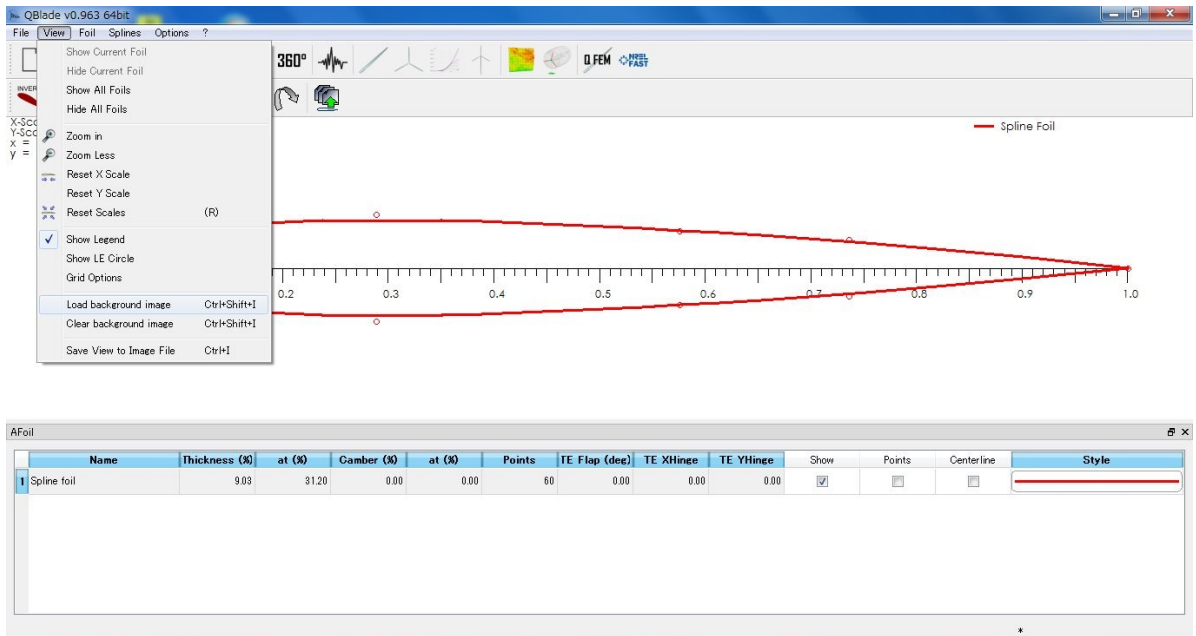 QBlade v0.963 64bit
File View Foil Splines Options ?
Show Current Foil
Hide Current Foil
Show All Foils
Hide All Foils
Zoom in
Zoom Less
Reset X Scale
Reset Y Scale
Reset Scales (R)
Show Legend
Show LE Circle
Grid Options
Load background image Ctrl+Shift+I
Clear background image Ctrl+Shift+I
Save View to Image File Ctrl+I
360° Q.FEM NREL FAST
X-Sca
Y-Sca
x =
y =
Spline Foil
0.2 0.3 0.4 0.5 0.6 0.7 0.8 0.9 1.0
AFoil
Name Thickness (%) at (%) Camber (%) at (%) Points TE Flap (deg) TE XHinge TE YHinge Show Points Centerline Style
1 Spline foil 9.03 31.20 0.00 0.00 60 0.00 0.00 0.00
*